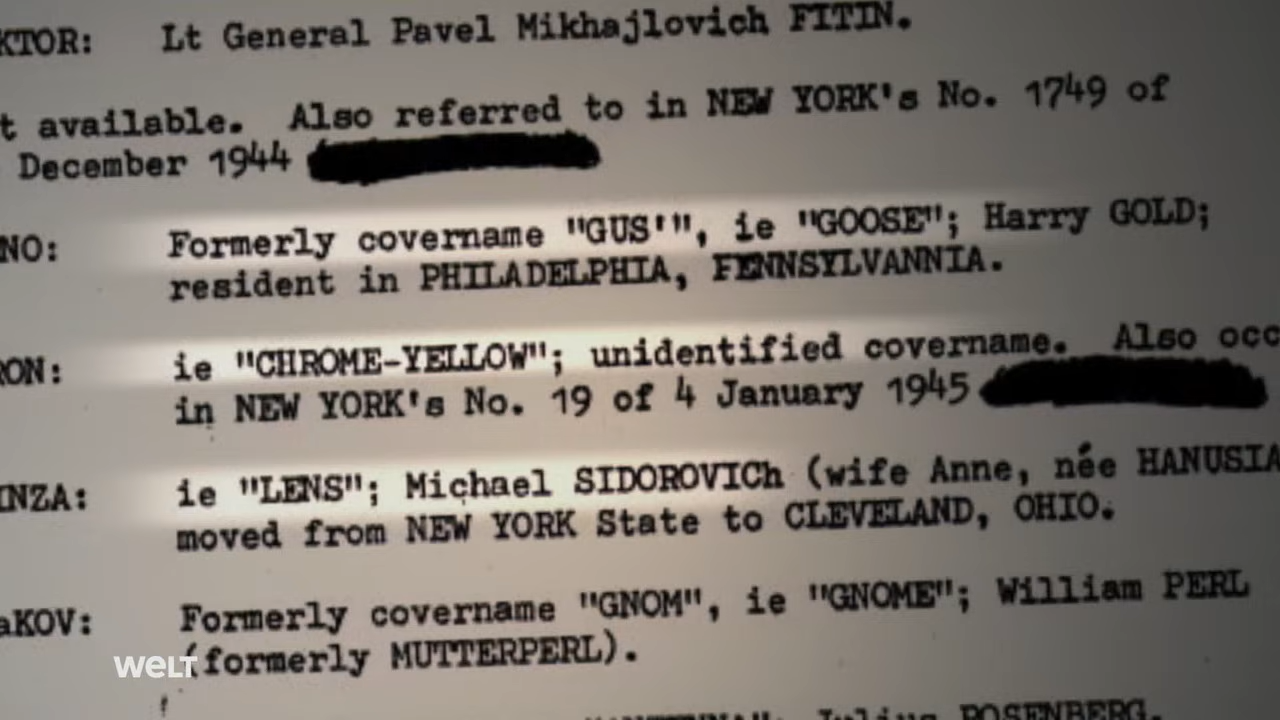 KTOR: Lt General Pavel Mikhajlovich FITIN.
t available. Also referred to in NEW YORK's No. 1749 of
December 1944
NO: Formerly covername "GUS'", ie "GOOSE"; Harry GOLD;
resident in PHILADELPHIA, PENNSYLVANNIA.
RON: ie "CHROME-YELLOW"; unidentified covername. Also occ
in NEW YORK's No. 19 of 4 January 1945
INZA: ie "LENS"; Michael SIDOROVICh (wife Anne, née HANUSIA
moved from NEW YORK State to CLEVELAND, OHIO.
aKOV: Formerly covername "GNOM", ie "GNOME"; William PERL
(formerly MUTTERPERL).
Julius ROSENBERG.
WELT